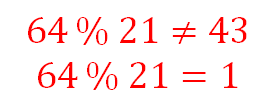 64 % 21 ≠ 43
64 % 21 = 1